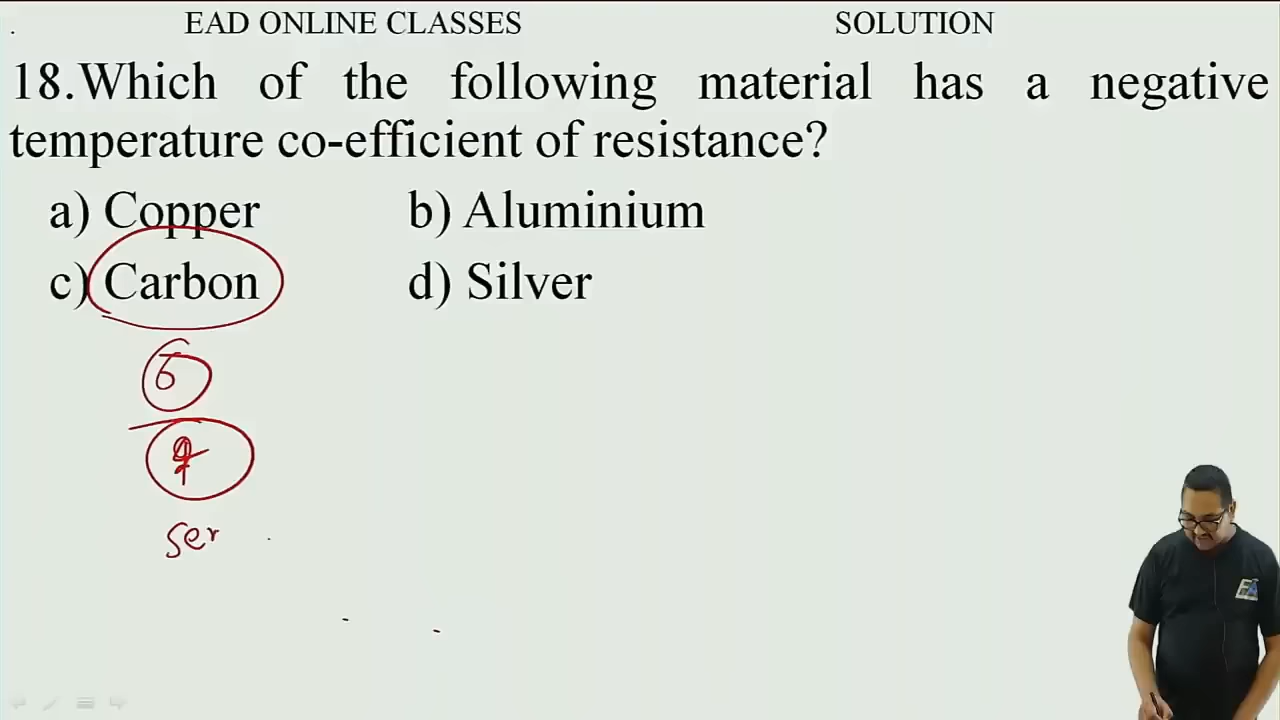 EAD ONLINE CLASSES SOLUTION
18.Which of the following material has a negative
temperature co-efficient of resistance?
a) Copper b) Aluminium
c) Carbon d) Silver
6
4
ser